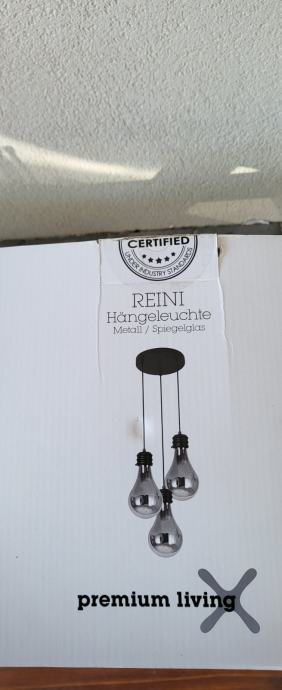 CERTIFIED
UNDER INDUSTRY STANDARDS
REINI
Hängeleuchte
Metall / Spiegelglas
premium living